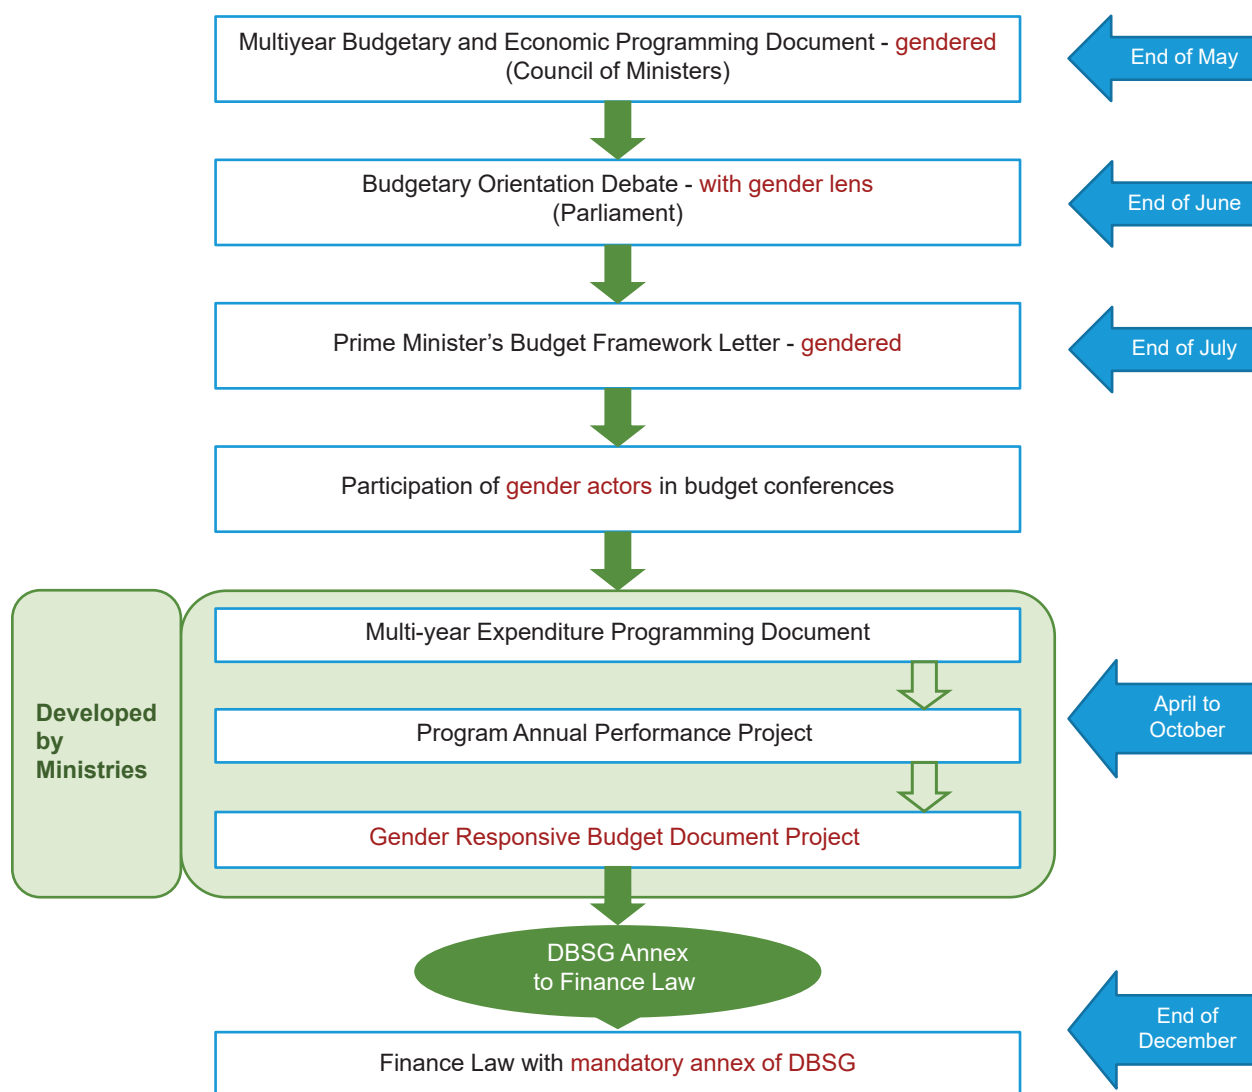 Multiyear Budgetary and Economic Programming Document - gendered
(Council of Ministers)
End of May
Budgetary Orientation Debate - with gender lens
(Parliament)
End of June
Prime Minister’s Budget Framework Letter - gendered
End of July
Participation of gender actors in budget conferences
Developed
by
Ministries
Multi-year Expenditure Programming Document
Program Annual Performance Project
Gender Responsive Budget Document Project
April to
October
DBSG Annex
to Finance Law
Finance Law with mandatory annex of DBSG
End of
December